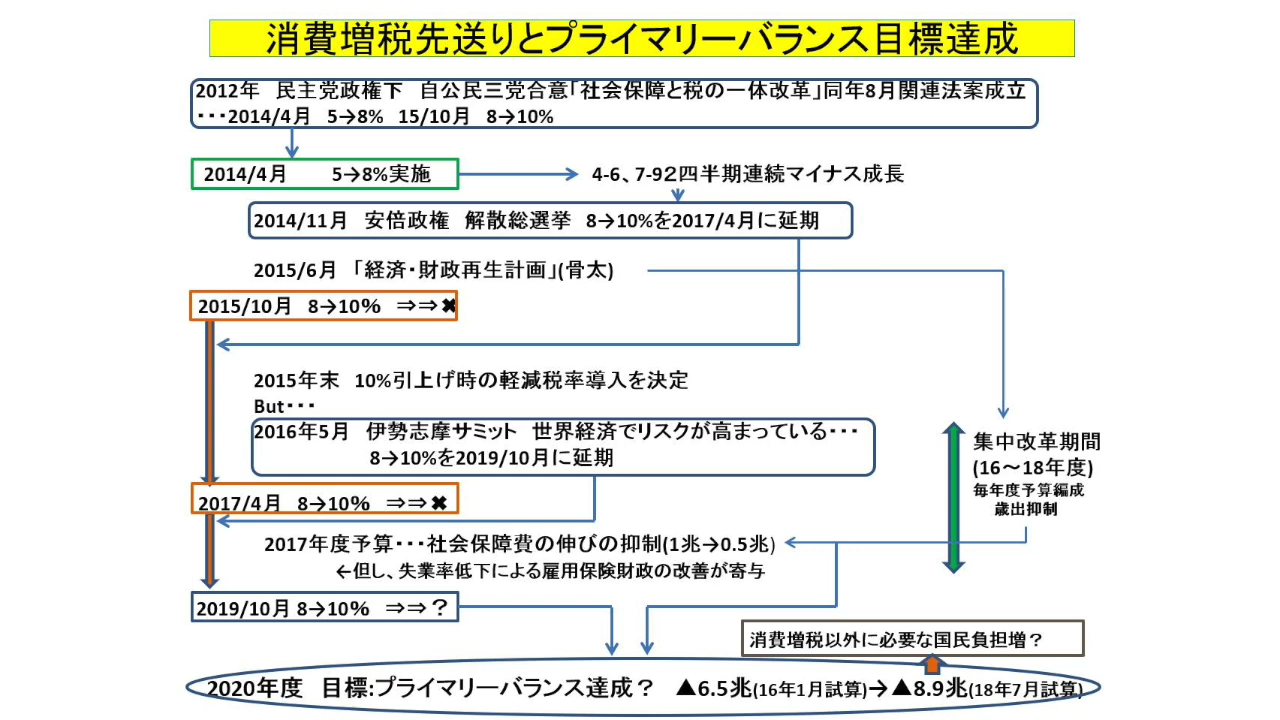 消費増税先送りとプライマリーバランス目標達成
2012年　民主党政権下　自公民三党合意「社会保障と税の一体改革」同年8月関連法案成立
・・・2014/4月　5→8%　15/10月　8→10%
2014/4月　　5→8%実施
4-6、7-9２四半期連続マイナス成長
2014/11月　安倍政権　解散総選挙　8→10%を2017/4月に延期
2015/6月　「経済・財政再生計画」(骨太)
2015/10月　8→10%　⇒⇒✖
2015年末　10%引上げ時の軽減税率導入を決定
But・・・
2016年5月　伊勢志摩サミット　世界経済でリスクが高まっている・・・
8→10%を2019/10月に延期
集中改革期間
(16～18年度)
毎年度予算編成
歳出抑制
2017/4月　8→10%　⇒⇒✖
2017年度予算・・・社会保障費の伸びの抑制(1兆→0.5兆)
←但し、失業率低下による雇用保険財政の改善が寄与
2019/10月 8→10%　⇒⇒？
消費増税以外に必要な国民負担増？
2020年度　目標:プライマリーバランス達成？　▲6.5兆(16年1月試算)→▲8.9兆(18年7月試算)